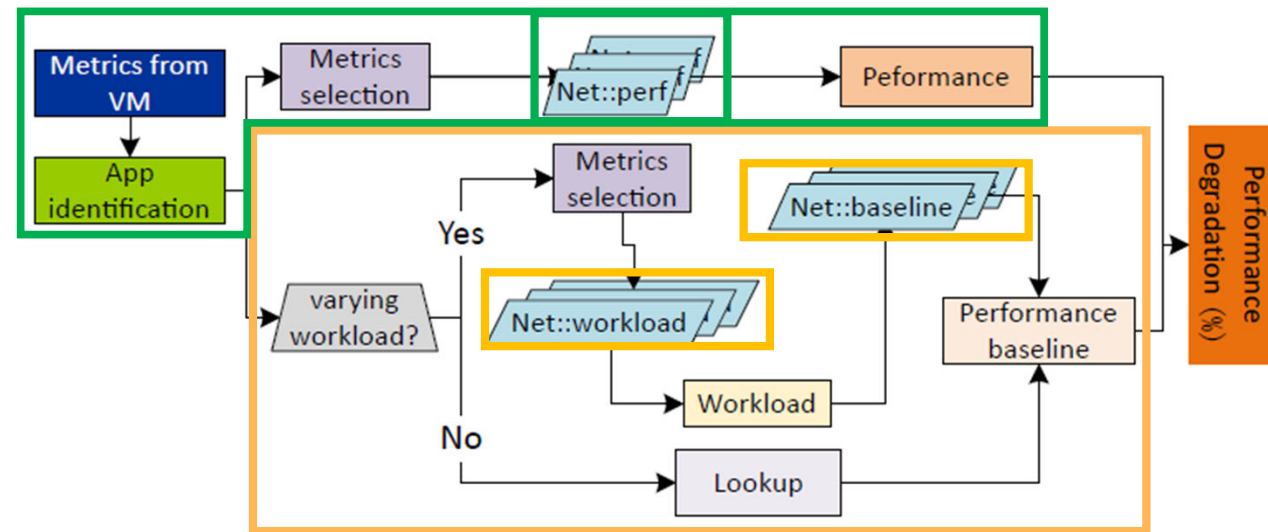 Metrics from
VM
Metrics
selection
Net::perf
Peformance
App
identification
Metrics
selection
Net::baseline
Yes
varying
workload?
Net::workload
Performance
baseline
Workload
No
Lookup
Performance
Degradation (%)